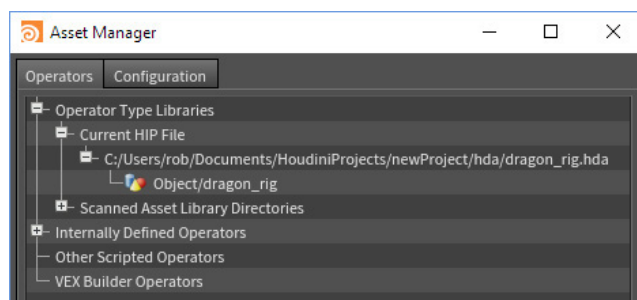 Asset Manager
Operators Configuration
Operator Type Libraries
Current HIP File
C:/Users/rob/Documents/HoudiniProjects/newProject/hda/dragon_rig.hda
Object/dragon_rig
Scanned Asset Library Directories
Internally Defined Operators
Other Scripted Operators
VEX Builder Operators